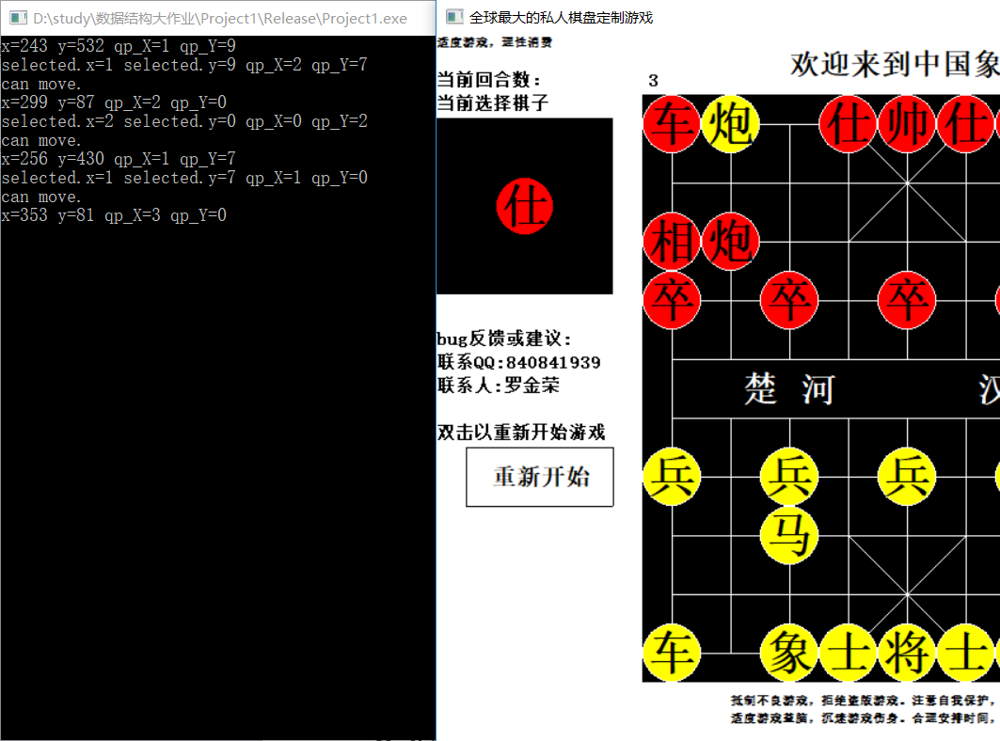 D:\study\数据结构大作业\Project1\Release\Project1.exe
x=243 y=532 qp_X=1 qp_Y=9
selected.x=1 selected.y=9 qp_X=2 qp_Y=7
can move.
x=299 y=87 qp_X=2 qp_Y=0
selected.x=2 selected.y=0 qp_X=0 qp_Y=2
can move.
x=256 y=430 qp_X=1 qp_Y=7
selected.x=1 selected.y=7 qp_X=1 qp_Y=0
can move.
x=353 y=81 qp_X=3 qp_Y=0
全球最大的私人棋盘定制游戏
适度游戏，理性消费
当前回合数：
3
当前选择棋子
仕
bug反馈或建议：
联系QQ:840841939
联系人:罗金荣
双击以重新开始游戏
重新开始
欢迎来到中国象
车 炮 仕 帅 仕
相 炮
卒 卒 卒
楚 河 汉
兵 兵 兵
马
车 象 士 将 士
抵制不良游戏，拒绝盗版游戏。注意自我保护，
适度游戏益脑，沉迷游戏伤身。合理安排时间，